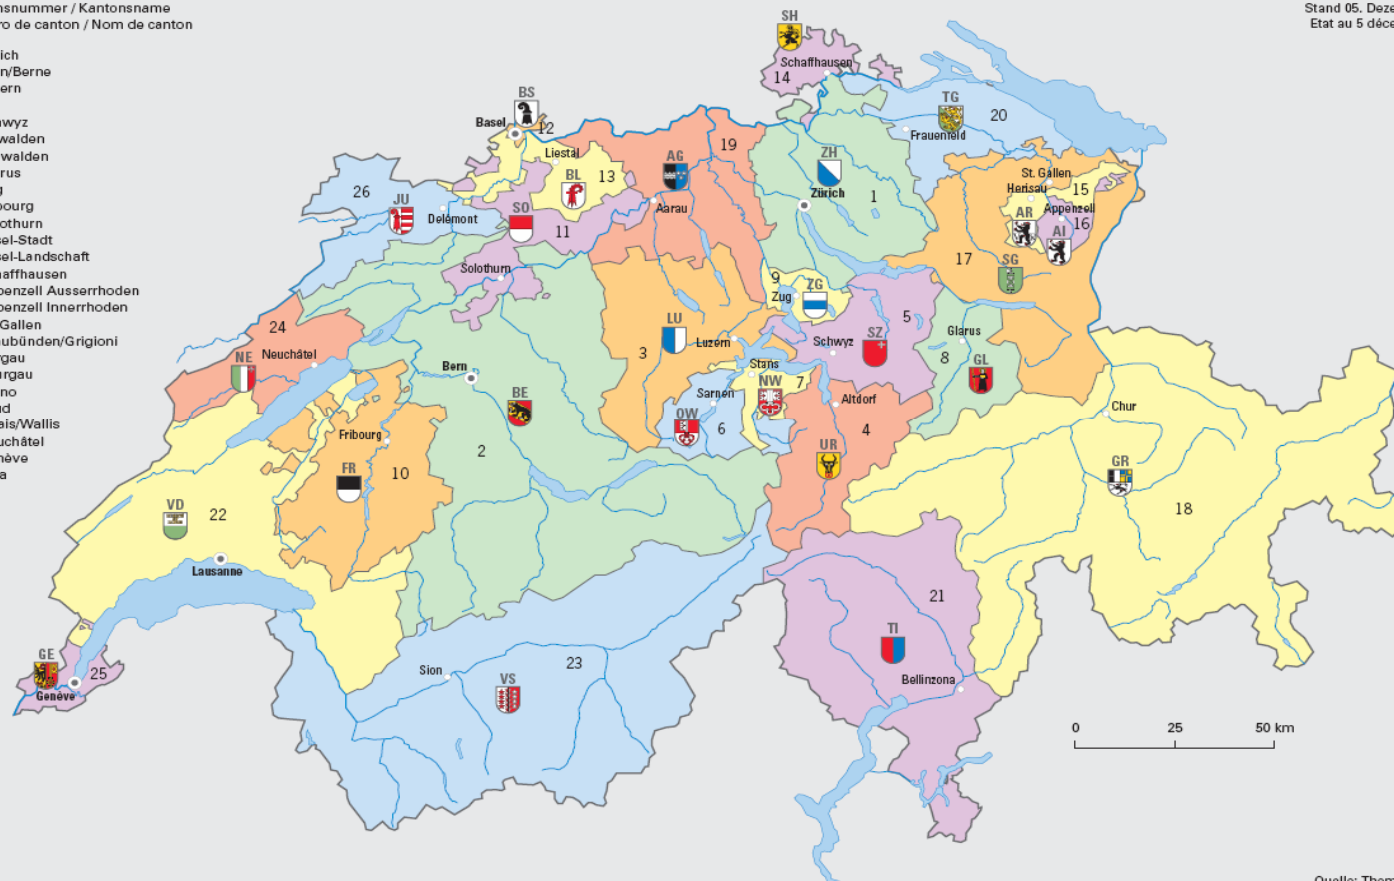 nsnummer / Kantonsname
ro de canton / Nom de canton
ich
n/Berne
ern
wyz
walden
walden
rus
g
bourg
othurn
sel-Stadt
sel-Landschaft
affhausen
penzell Ausserrhoden
penzell Innerrhoden
Gallen
ubünden/Grigioni
rgau
urgau
no
ud
ais/Wallis
uchâtel
nève
a
Stand 05. Deze
Etat au 5 déce
SH
Schaffhausen
14
BS
Basel
12
TG
20
Frauenfeld
Liestal
BL
13
AG
19
ZH
Zürich
1
St. Gallen
Herisau
15
AR
Appenzell
16
AI
26
JU
Delémont
SO
11
Aarau
17
SG
Solothurn
9
Zug
ZG
24
NE
Neuchâtel
LU
3
Luzern
5
Schwyz
SZ
Glarus
8
GL
Bern
BE
2
Stans
NW
7
Sarnen
OW
6
Altdorf
4
UR
Chur
GR
18
Fribourg
FR
10
VD
22
Lausanne
21
TI
Bellinzona
GE
25
Genève
Sion
23
VS
0 25 50 km
Quelle: Them